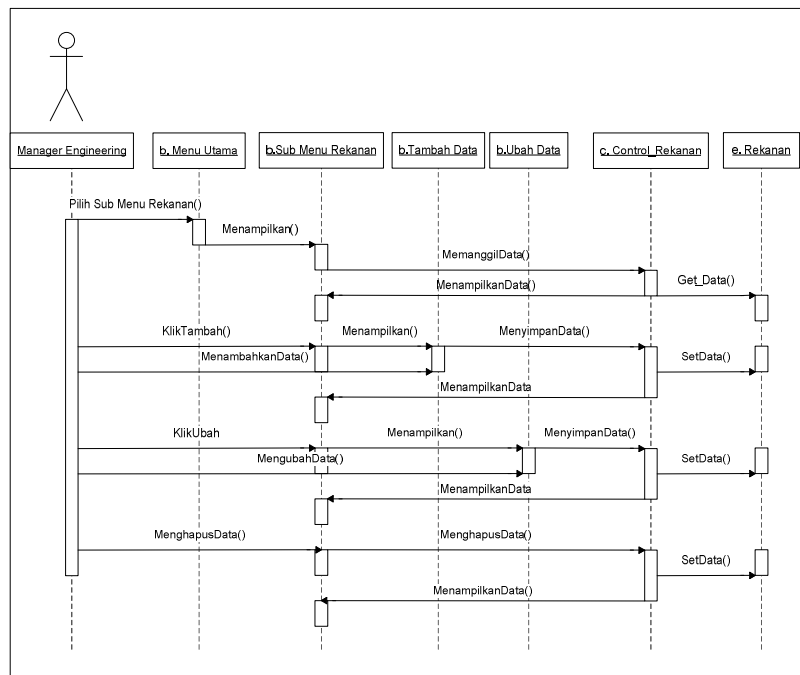 Manager Engineering
b. Menu Utama
b.Sub Menu Rekanan
b.Tambah Data
b.Ubah Data
c. Control_Rekanan
e. Rekanan
Pilih Sub Menu Rekanan()
Menampilkan()
MemanggilData()
MenampilkanData()
Get_Data()
KlikTambah()
Menampilkan()
MenyimpanData()
MenambahkanData()
SetData()
MenampilkanData
KlikUbah
Menampilkan()
MenyimpanData()
MengubahData()
SetData()
MenampilkanData
MenghapusData()
MenghapusData()
SetData()
MenampilkanData()